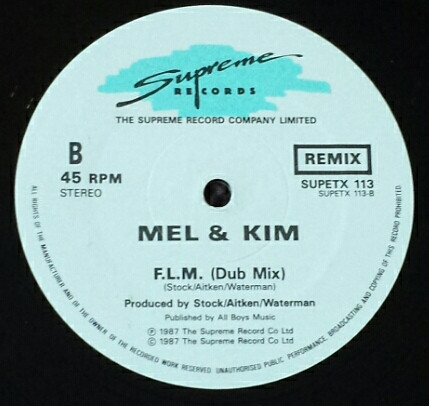 Supreme
RECORDS
THE SUPREME RECORD COMPANY LIMITED
B
45 RPM
STEREO
REMIX
SUPETX 113
SUPETX 113-B
MEL & KIM
F.L.M. (Dub Mix)
(Stock/Aitken/Waterman)
Produced by Stock/Aitken/Waterman
Published by All Boys Music
℗ 1987 The Supreme Record Co Ltd
© 1987 The Supreme Record Co Ltd
ALL RIGHTS OF THE MANUFACTURER AND OF THE OWNER OF THE RECORDED WORK RESERVED. UNAUTHORISED PUBLIC PERFORMANCE, BROADCASTING AND COPYING OF THIS RECORD PROHIBITED.